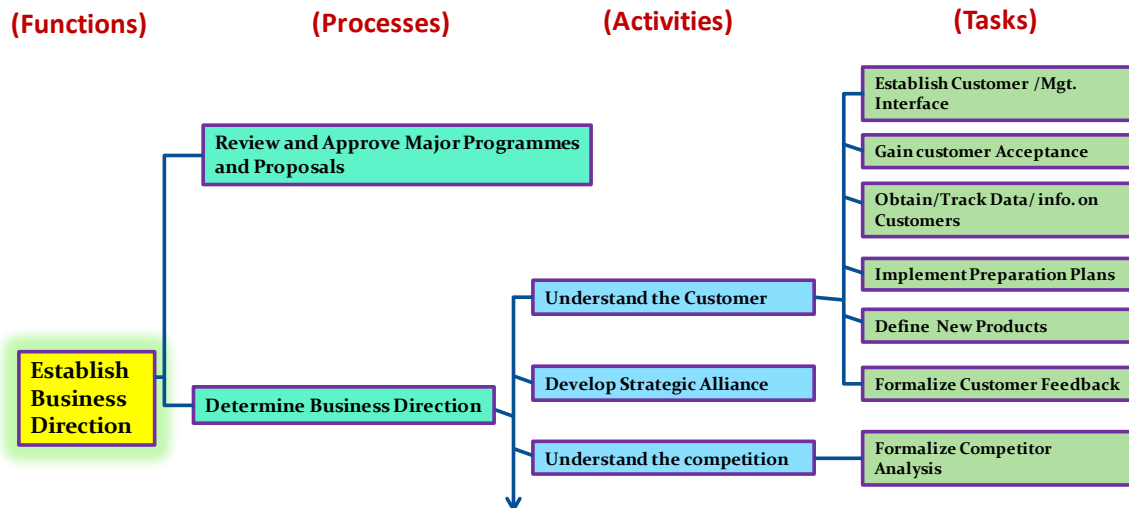 (Functions)
(Processes)
(Activities)
(Tasks)
Establish
Business
Direction
Review and Approve Major Programmes
and Proposals
Determine Business Direction
Understand the Customer
Develop Strategic Alliance
Understand the competition
Establish Customer /Mgt.
Interface
Gain customer Acceptance
Obtain/Track Data/ info. on
Customers
Implement Preparation Plans
Define New Products
Formalize Customer Feedback
Formalize Competitor
Analysis